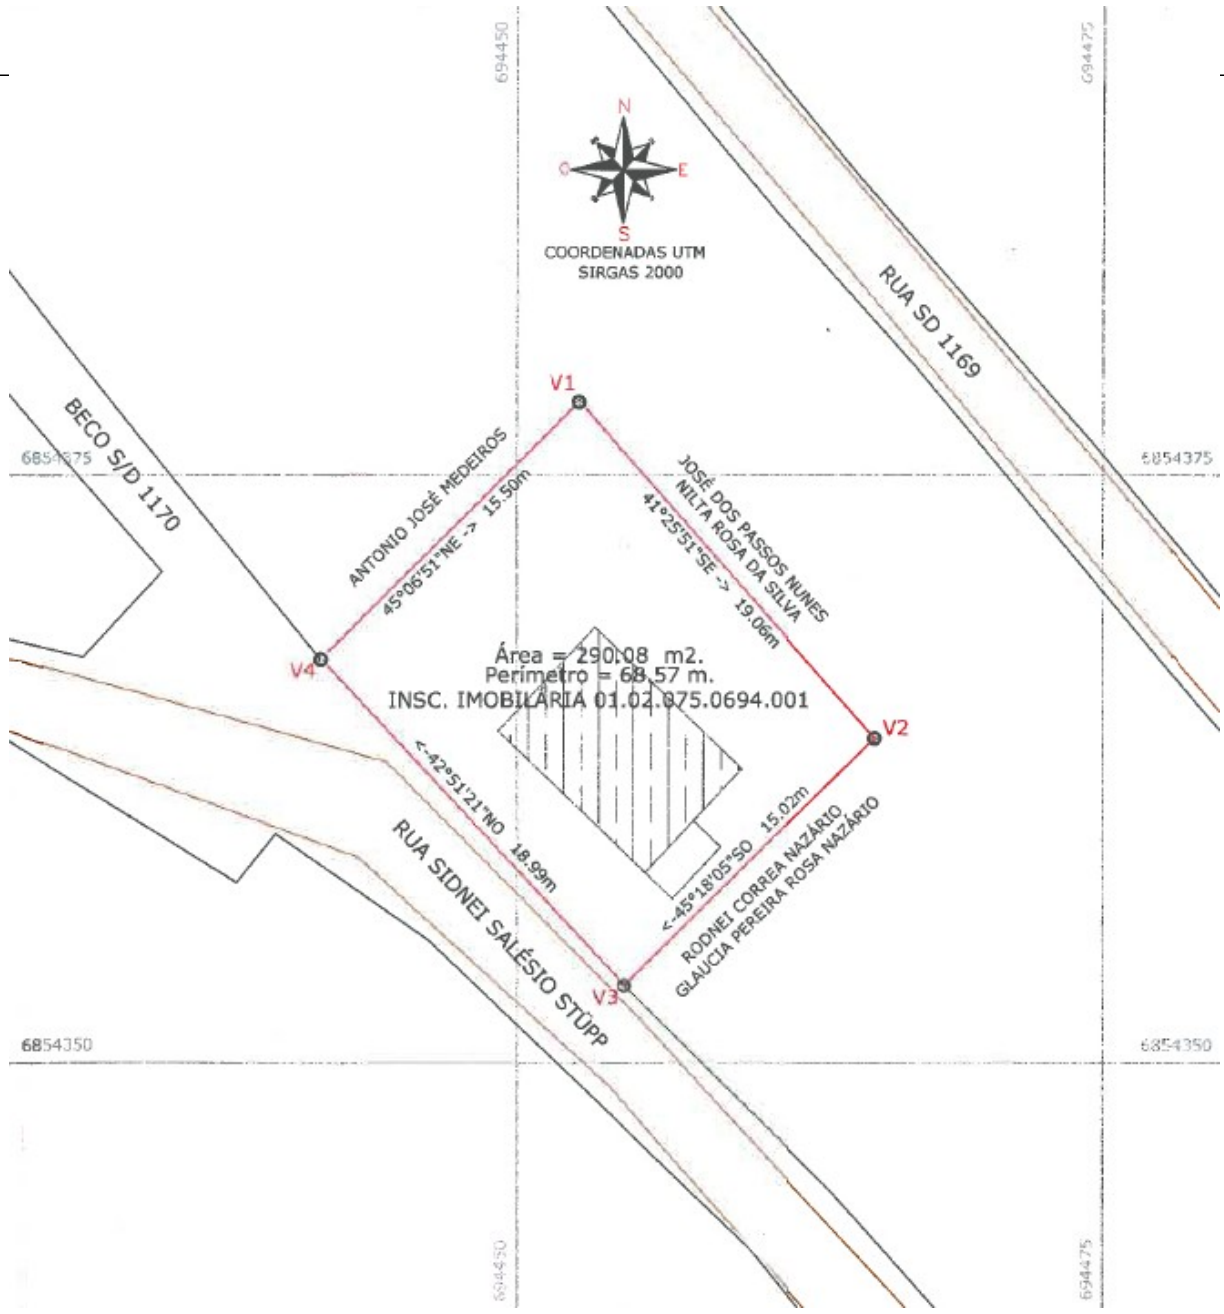 694450
694475
N
O
E
S
COORDENADAS UTM
SIRGAS 2000
RUA SD 1169
V1
BECO S/D 1170
6854375
6854375
ANTONIO JOSÉ MEDEIROS
45°06'51"NE -> 15.50m
JOSÉ DOS PASSOS NUNES
NILTA ROSA DA SILVA
41°25'51"SE -> 19.06m
V4
Área = 290.08 m2.
Perímetro = 68.57 m.
INSC. IMOBILÁRIA 01.02.075.0694.001
V2
<-42°51'21"NO 18.99m
<-45°18'05"SO 15.02m
RODNEI CORREA NAZÁRIO
GLAUCIA PEREIRA ROSA NAZÁRIO
RUA SIDNEI SALÉSIO STÜPP
V3
6854350
6854350
694450
694475